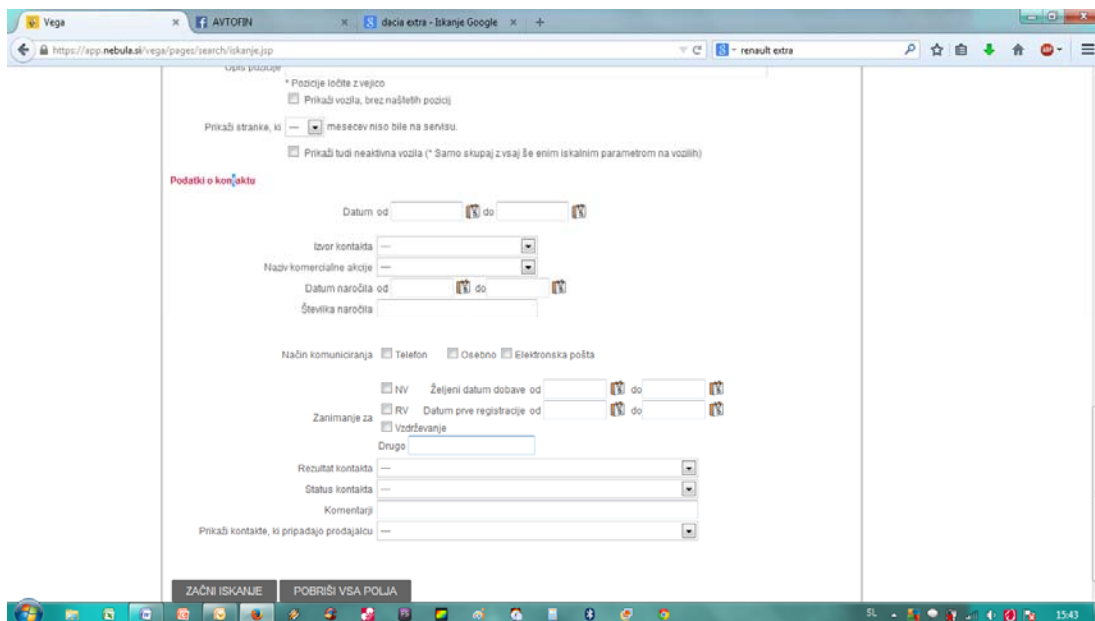 Vega × AVTOFIN × dacia extra - Iskanje Google × +
https://app.nebula.si/vega/pages/search/iskanje.jsp renault extra
Opis pozicije
* Pozicije ločite z vejico
Prikaži vozila, brez naštetih pozicij
Prikaži stranke, ki --- mesecev niso bile na servisu.
Prikaži tudi neaktivna vozila (* Samo skupaj z vsaj še enim iskalnim parametrom na vozilih)
Podatki o kontaktu
Datum od do
Izvor kontakta ---
Naziv komercialne akcije ---
Datum naročila od do
Številka naročila
Način komuniciranja Telefon Osebno Elektronska pošta
NV Željeni datum dobave od do
Zanimanje za RV Datum prve registracije od do
Vzdrževanje
Drugo
Rezultat kontakta ---
Status kontakta ---
Komentarji
Prikaži kontakte, ki pripadajo prodajalcu ---
ZAČNI ISKANJE POBRIŠI VSA POLJA
SL 15:43